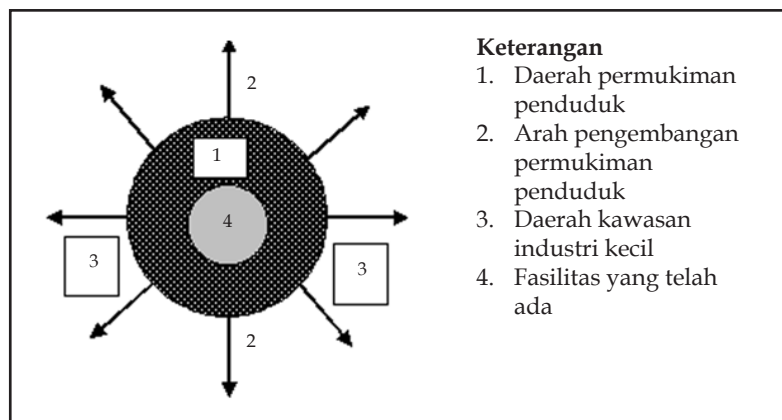 Keterangan
1. Daerah permukiman
penduduk
2. Arah pengembangan
permukiman
penduduk
3. Daerah kawasan
industri kecil
4. Fasilitas yang telah
ada
2
1
4
3
3
2